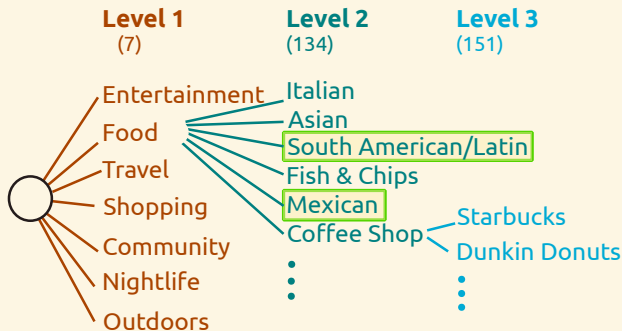 Level 1
(7)
Level 2
(134)
Level 3
(151)
Entertainment
Food
Travel
Shopping
Community
Nightlife
Outdoors
Italian
Asian
South American/Latin
Fish & Chips
Mexican
Coffee Shop
Starbucks
Dunkin Donuts